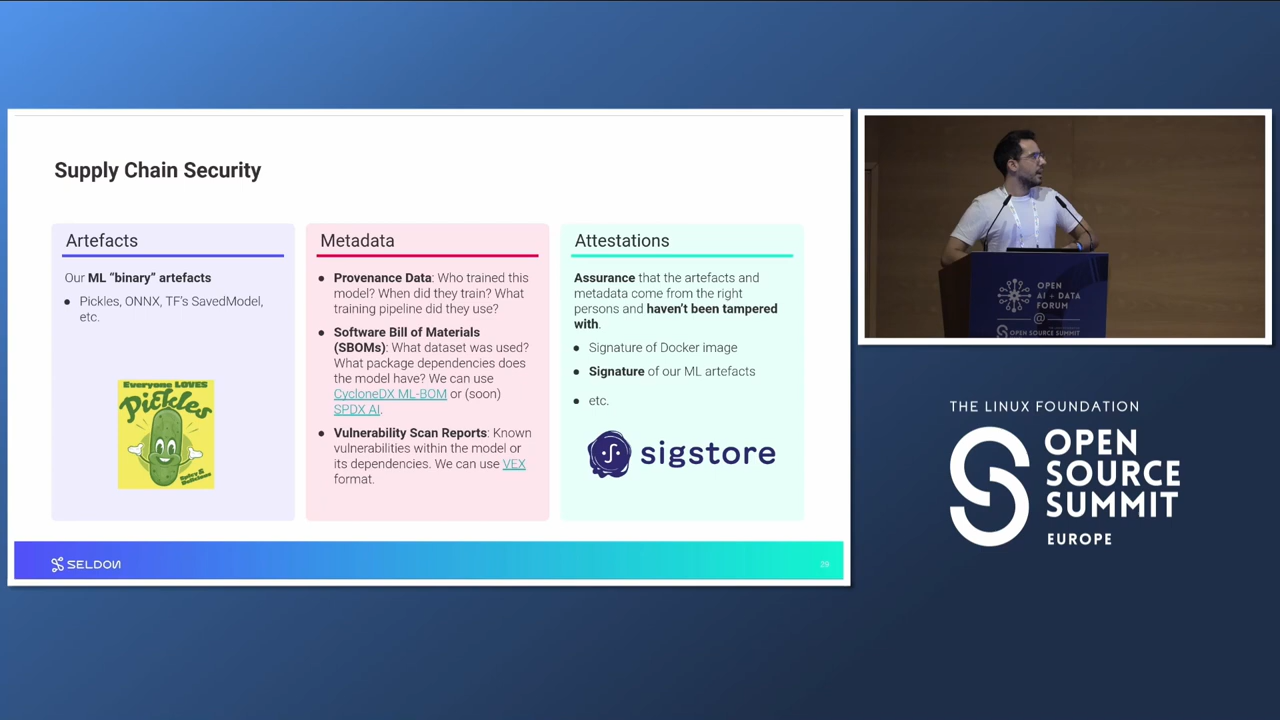 Supply Chain Security
Artefacts
Our ML “binary” artefacts
● Pickles, ONNX, TF's SavedModel,
etc.
Everyone LOVES
Pickles
Spicy &
Delicious
Metadata
● Provenance Data: Who trained this
model? When did they train? What
training pipeline did they use?
● Software Bill of Materials
(SBOMs): What dataset was used?
What package dependencies does
the model have? We can use
CycloneDX ML-BOM or (soon)
SPDX AI.
● Vulnerability Scan Reports: Known
vulnerabilities within the model or
its dependencies. We can use VEX
format.
Attestations
Assurance that the artefacts and
metadata come from the right
persons and haven't been tampered
with.
● Signature of Docker image
● Signature of our ML artefacts
● etc.
sigstore
SELDON
29
OPEN
AI + DATA
FORUM
@
OPEN SOURCE SUMMIT
THE LINUX FOUNDATION
OPEN
SOURCE
SUMMIT
EUROPE